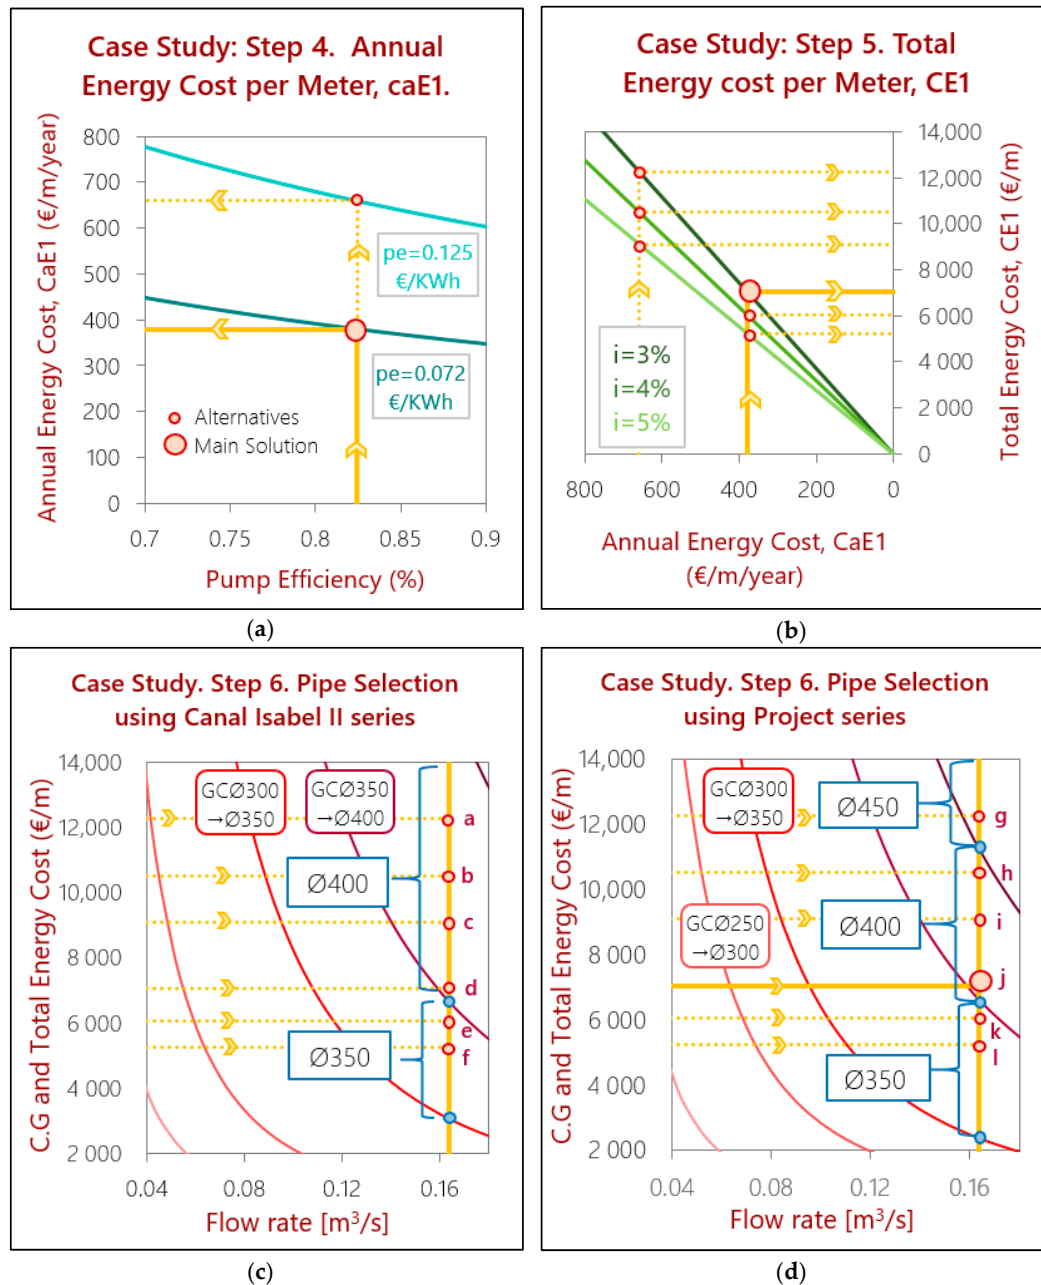 Case Study: Step 4. Annual
Energy Cost per Meter, caE1.
Annual Energy Cost, CaE1 (€/m/year)
800
700
600
500
400
300
200
100
0
pe=0.125
€/KWh
pe=0.072
€/KWh
Alternatives
Main Solution
0.7
0.75
0.8
0.85
0.9
Pump Efficiency (%)
(a)
Case Study: Step 5. Total
Energy cost per Meter, CE1
14,000
12,000
10,000
8 000
6 000
4 000
2 000
0
Total Energy Cost, CE1 (€/m)
i=3%
i=4%
i=5%
800
600
400
200
0
Annual Energy Cost, CaE1
(€/m/year)
(b)
Case Study. Step 6. Pipe Selection
using Canal Isabel II series
C.G and Total Energy Cost (€/m)
14,000
12,000
10,000
8 000
6 000
4 000
2 000
GCØ300
→Ø350
GCØ350
→Ø400
Ø400
Ø350
a
b
c
d
e
f
0.04
0.08
0.12
0.16
Flow rate [m³/s]
(c)
Case Study. Step 6. Pipe Selection
using Project series
C.G and Total Energy Cost (€/m)
14,000
12,000
10,000
8 000
6 000
4 000
2 000
GCØ300
→Ø350
GCØ250
→Ø300
Ø450
Ø400
Ø350
g
h
i
j
k
l
0.04
0.08
0.12
0.16
Flow rate [m³/s]
(d)